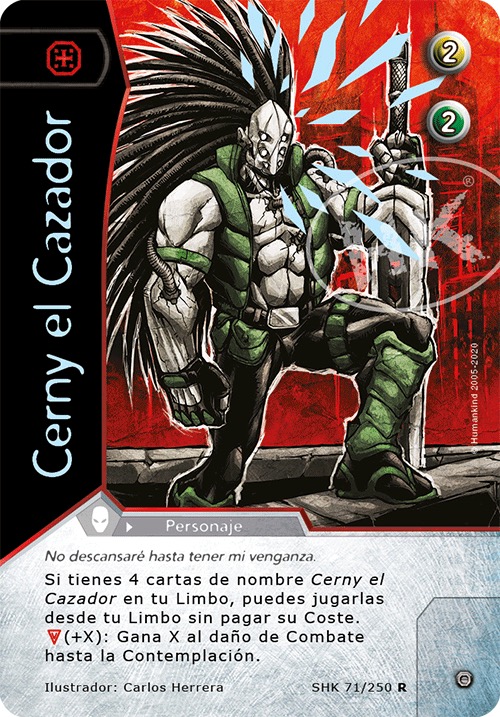 2
2
Cerny el Cazador
®
© Humankind 2005-2020
Personaje
No descansaré hasta tener mi venganza.
Si tienes 4 cartas de nombre Cerny el
Cazador en tu Limbo, puedes jugarlas
desde tu Limbo sin pagar su Coste.
(+X): Gana X al daño de Combate
hasta la Contemplación.
Ilustrador: Carlos Herrera
SHK 71/250 R